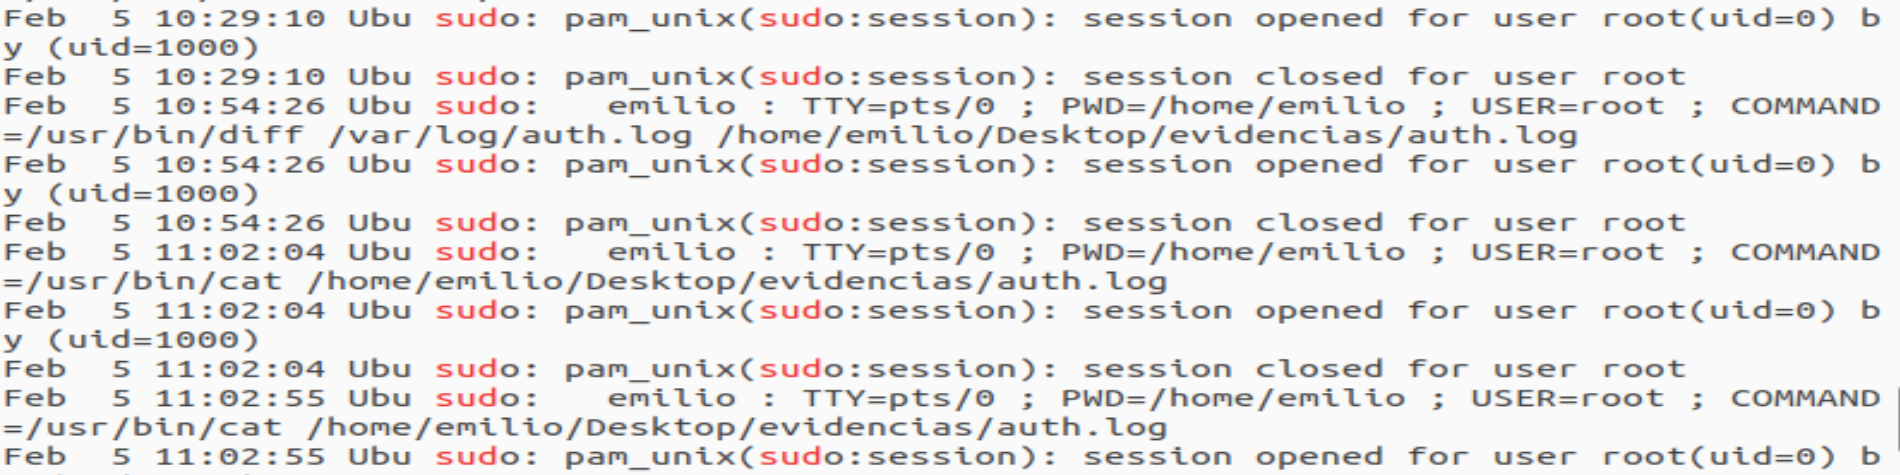 Feb  5 10:29:10 Ubu sudo: pam_unix(sudo:session): session opened for user root(uid=0) b
y (uid=1000)
Feb  5 10:29:10 Ubu sudo: pam_unix(sudo:session): session closed for user root
Feb  5 10:54:26 Ubu sudo:   emilio : TTY=pts/0 ; PWD=/home/emilio ; USER=root ; COMMAND
=/usr/bin/diff /var/log/auth.log /home/emilio/Desktop/evidencias/auth.log
Feb  5 10:54:26 Ubu sudo: pam_unix(sudo:session): session opened for user root(uid=0) b
y (uid=1000)
Feb  5 10:54:26 Ubu sudo: pam_unix(sudo:session): session closed for user root
Feb  5 11:02:04 Ubu sudo:   emilio : TTY=pts/0 ; PWD=/home/emilio ; USER=root ; COMMAND
=/usr/bin/cat /home/emilio/Desktop/evidencias/auth.log
Feb  5 11:02:04 Ubu sudo: pam_unix(sudo:session): session opened for user root(uid=0) b
y (uid=1000)
Feb  5 11:02:04 Ubu sudo: pam_unix(sudo:session): session closed for user root
Feb  5 11:02:55 Ubu sudo:   emilio : TTY=pts/0 ; PWD=/home/emilio ; USER=root ; COMMAND
=/usr/bin/cat /home/emilio/Desktop/evidencias/auth.log
Feb  5 11:02:55 Ubu sudo: pam_unix(sudo:session): session opened for user root(uid=0) b